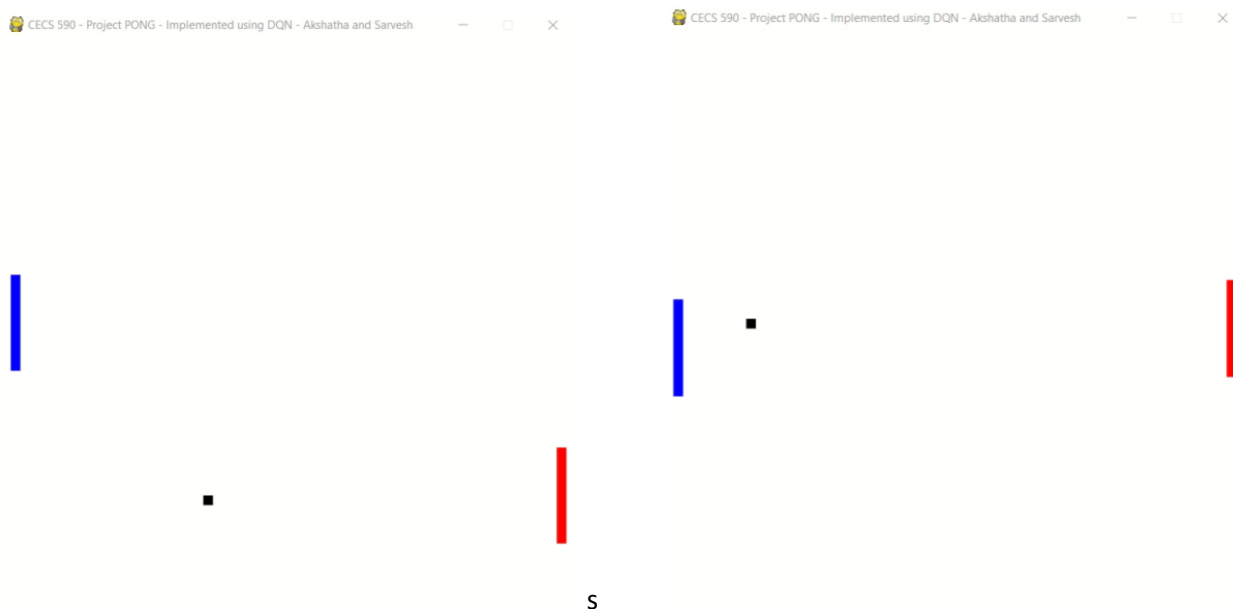 CECS 590 - Project PONG - Implemented using DQN - Akshatha and Sarvesh
CECS 590 - Project PONG - Implemented using DQN - Akshatha and Sarvesh
s